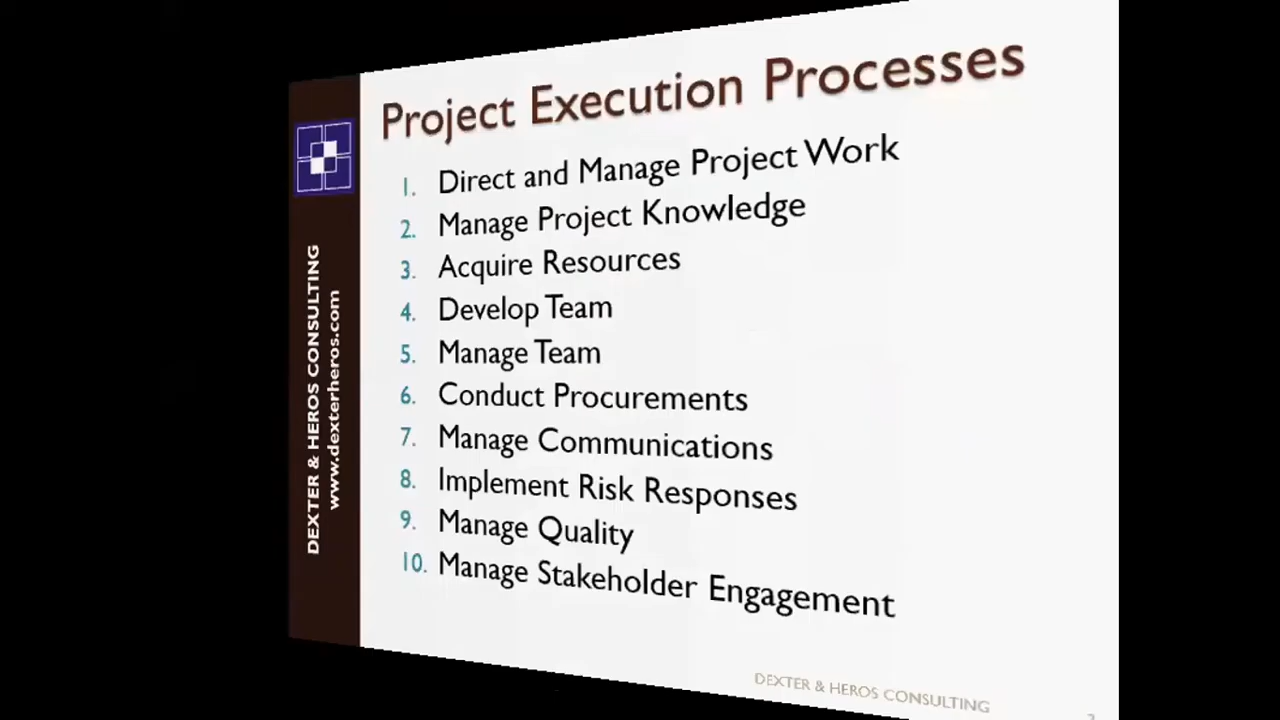 Project Execution Processes
1. Direct and Manage Project Work
2. Manage Project Knowledge
3. Acquire Resources
4. Develop Team
5. Manage Team
6. Conduct Procurements
7. Manage Communications
8. Implement Risk Responses
9. Manage Quality
10. Manage Stakeholder Engagement
DEXTER & HEROS CONSULTING
www.dexterheros.com
DEXTER & HEROS CONSULTING